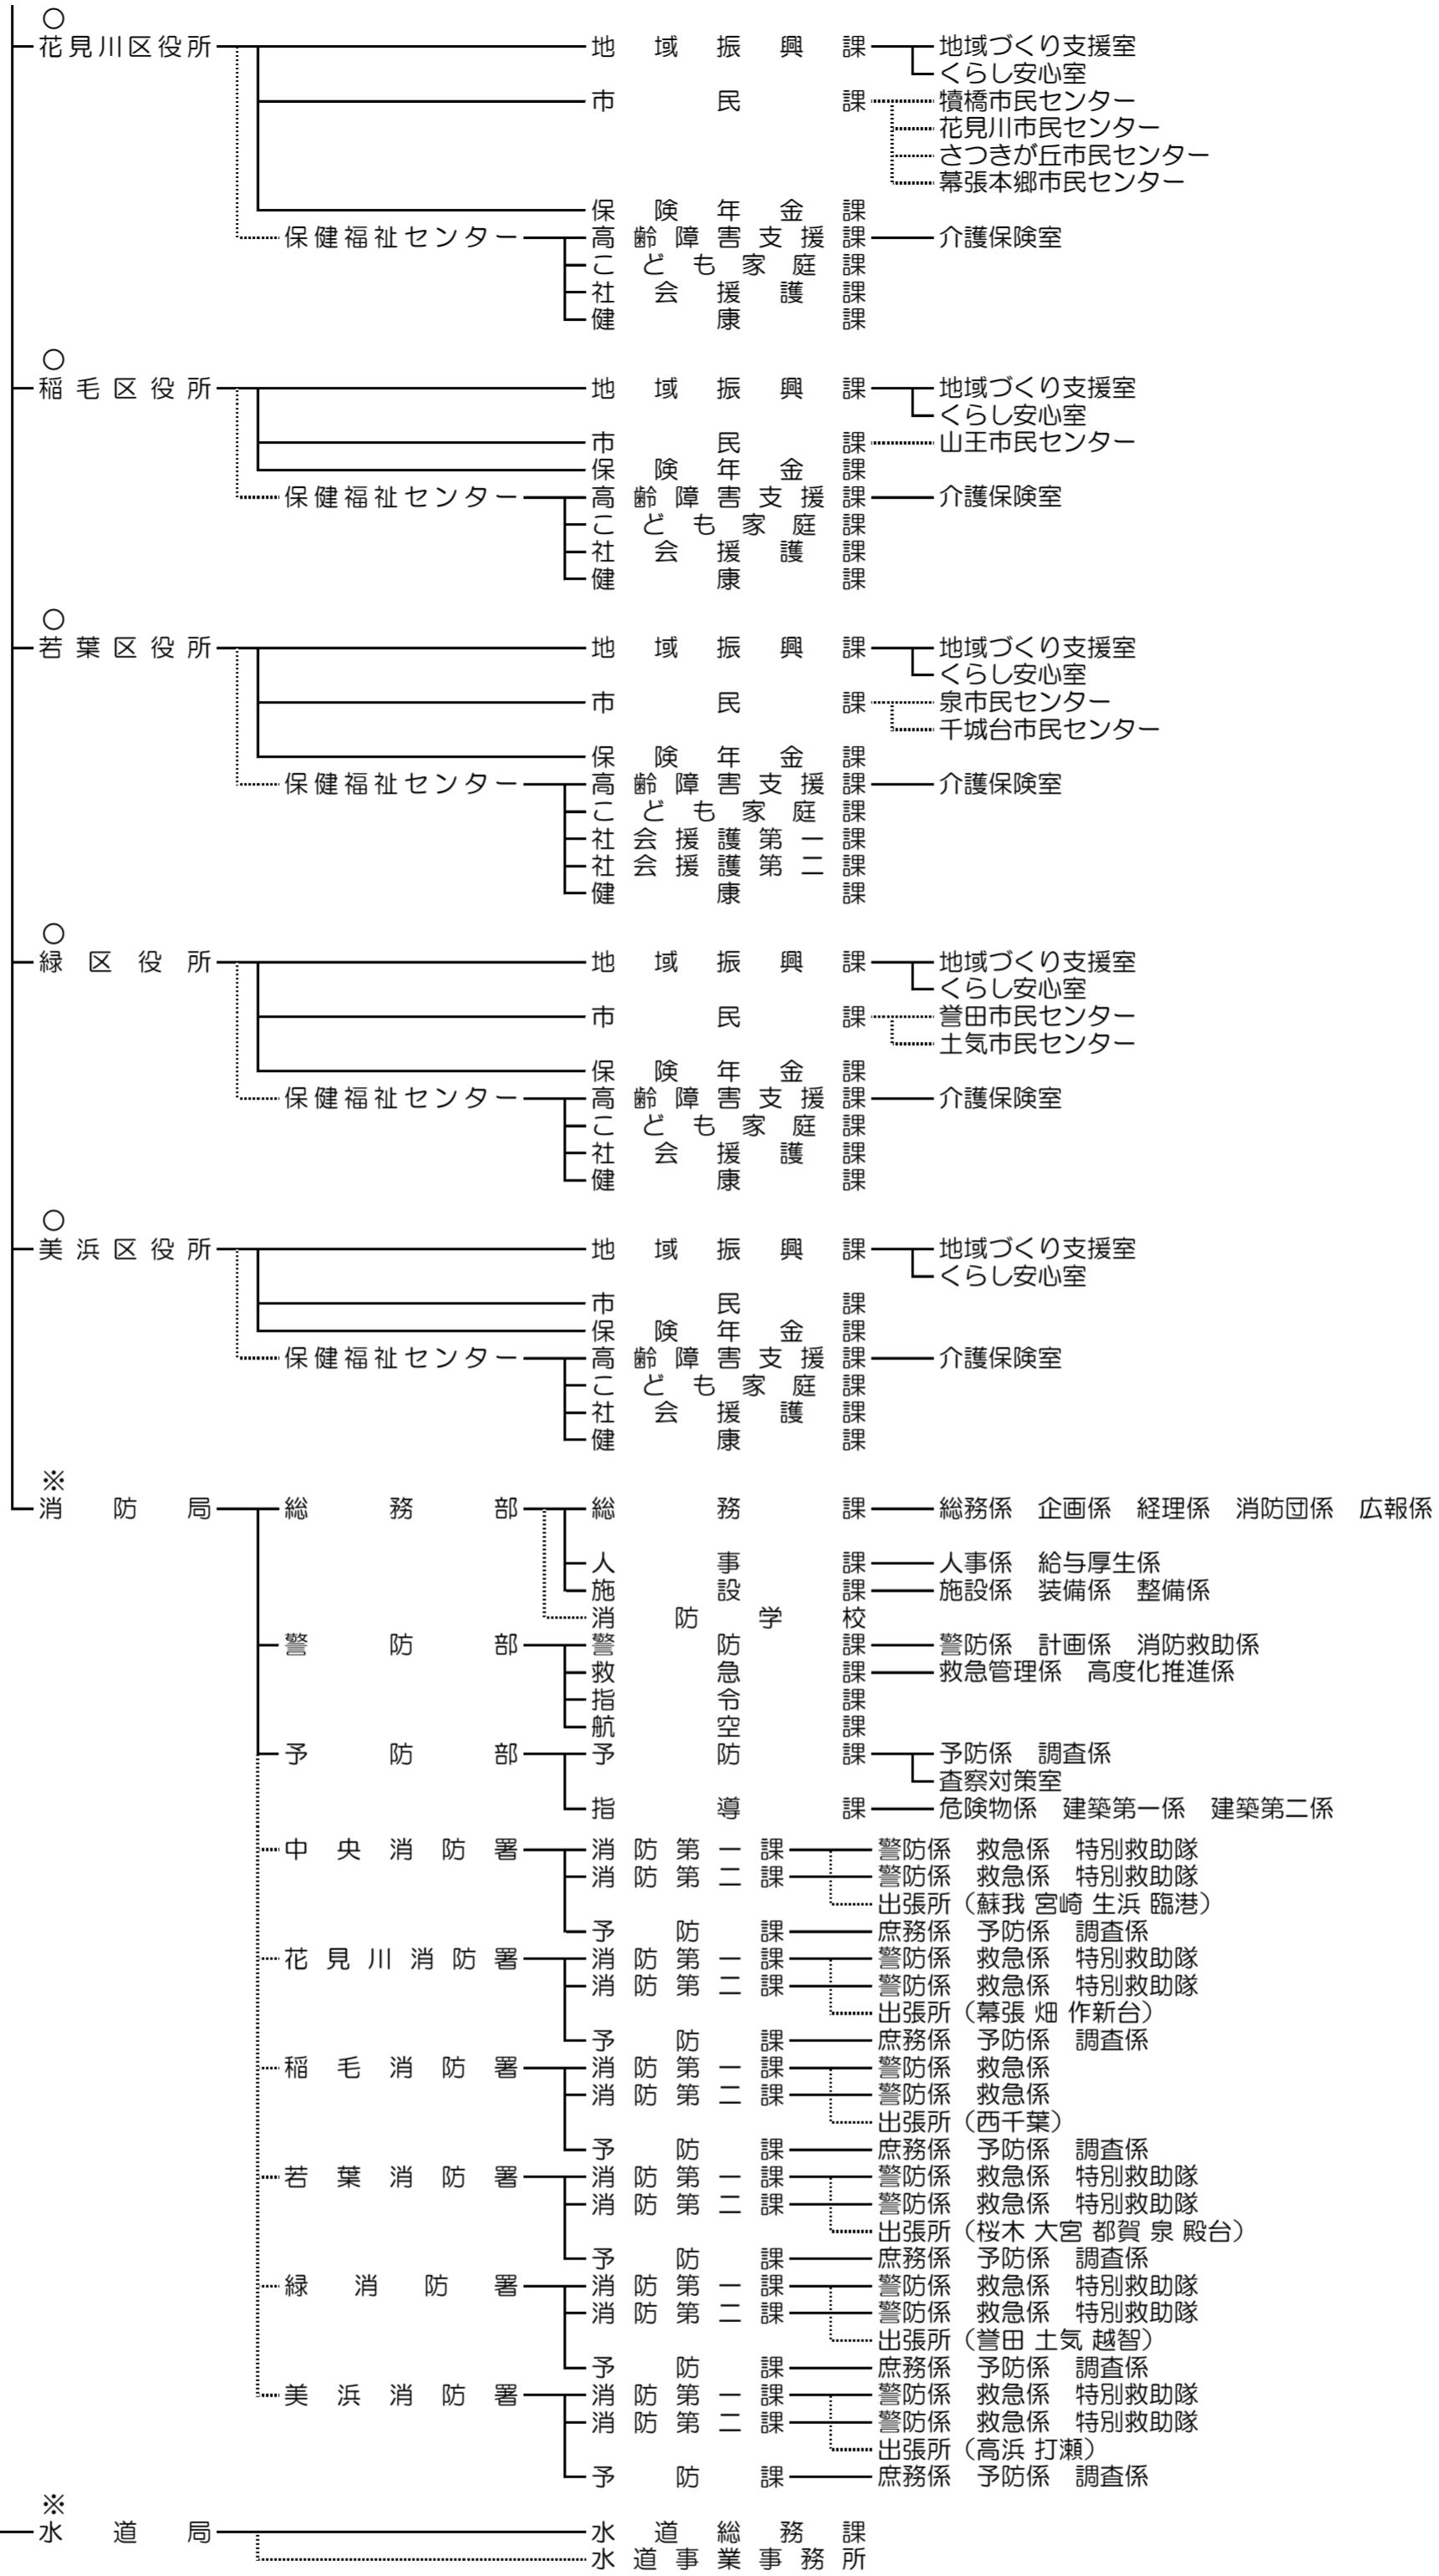 ○
花見川区役所 地域振興課 地域づくり支援室
くらし安心室
市民課 犢橋市民センター
花見川市民センター
さつきが丘市民センター
幕張本郷市民センター
保険年金課
保健福祉センター 高齢障害支援課 介護保険室
こども家庭課
社会援護課
健康課
○
稲毛区役所 地域振興課 地域づくり支援室
くらし安心室
市民課 山王市民センター
保険年金課
保健福祉センター 高齢障害支援課 介護保険室
こども家庭課
社会援護課
健康課
○
若葉区役所 地域振興課 地域づくり支援室
くらし安心室
市民課 泉市民センター
千城台市民センター
保険年金課
保健福祉センター 高齢障害支援課 介護保険室
こども家庭課
社会援護第一課
社会援護第二課
健康課
○
緑区役所 地域振興課 地域づくり支援室
くらし安心室
市民課 誉田市民センター
土気市民センター
保険年金課
保健福祉センター 高齢障害支援課 介護保険室
こども家庭課
社会援護課
健康課
○
美浜区役所 地域振興課 地域づくり支援室
くらし安心室
市民課
保険年金課
保健福祉センター 高齢障害支援課 介護保険室
こども家庭課
社会援護課
健康課
※
消防局 総務部 総務課 総務係 企画係 経理係 消防団係 広報係
人事課 人事係 給与厚生係
施設課 施設係 装備係 整備係
消防学校
警防部 警防課 警防係 計画係 消防救助係
救急課 救急管理係 高度化推進係
指令課
航空課
予防部 予防課 予防係 調査係
査察対策室
指導課 危険物係 建築第一係 建築第二係
中央消防署 消防第一課 警防係 救急係 特別救助隊
消防第二課 警防係 救急係 特別救助隊
出張所（蘇我 宮崎 生浜 臨港）
予防課 庶務係 予防係 調査係
花見川消防署 消防第一課 警防係 救急係 特別救助隊
消防第二課 警防係 救急係 特別救助隊
出張所（幕張 畑 作新台）
予防課 庶務係 予防係 調査係
稲毛消防署 消防第一課 警防係 救急係
消防第二課 警防係 救急係
出張所（西千葉）
予防課 庶務係 予防係 調査係
若葉消防署 消防第一課 警防係 救急係 特別救助隊
消防第二課 警防係 救急係 特別救助隊
出張所（桜木 大宮 都賀 泉 殿台）
予防課 庶務係 予防係 調査係
緑消防署 消防第一課 警防係 救急係 特別救助隊
消防第二課 警防係 救急係 特別救助隊
出張所（誉田 土気 越智）
予防課 庶務係 予防係 調査係
美浜消防署 消防第一課 警防係 救急係 特別救助隊
消防第二課 警防係 救急係 特別救助隊
出張所（高浜 打瀬）
予防課 庶務係 予防係 調査係
※
水道局 水道総務課
水道事業事務所